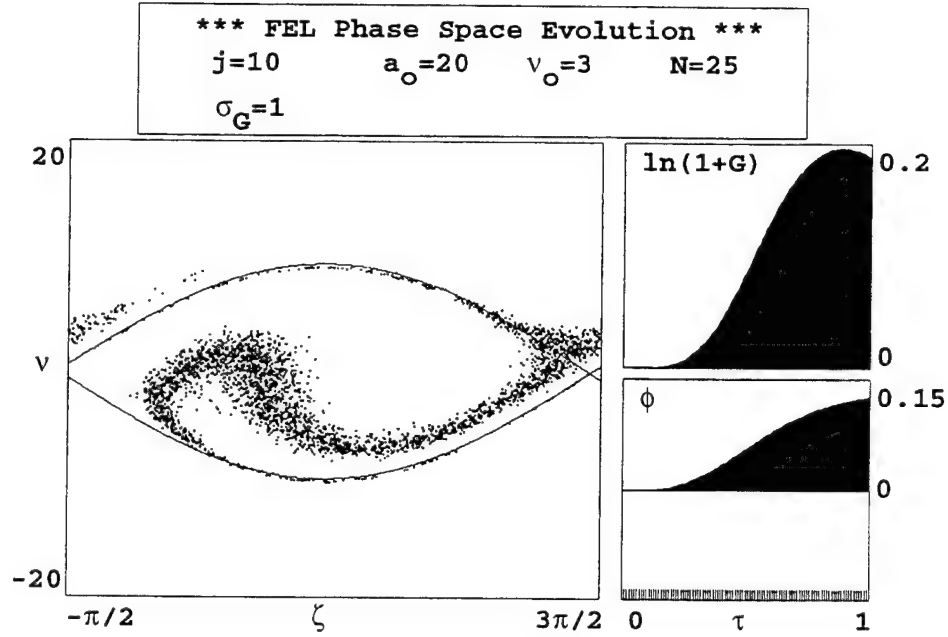 *** FEL Phase Space Evolution ***
j=10 a_o=20 ν_o=3 N=25
σ_G=1
20
ν
-20
-π/2 ζ 3π/2
ln(1+G)
0.2
0
ϕ
0.15
0
0 τ 1